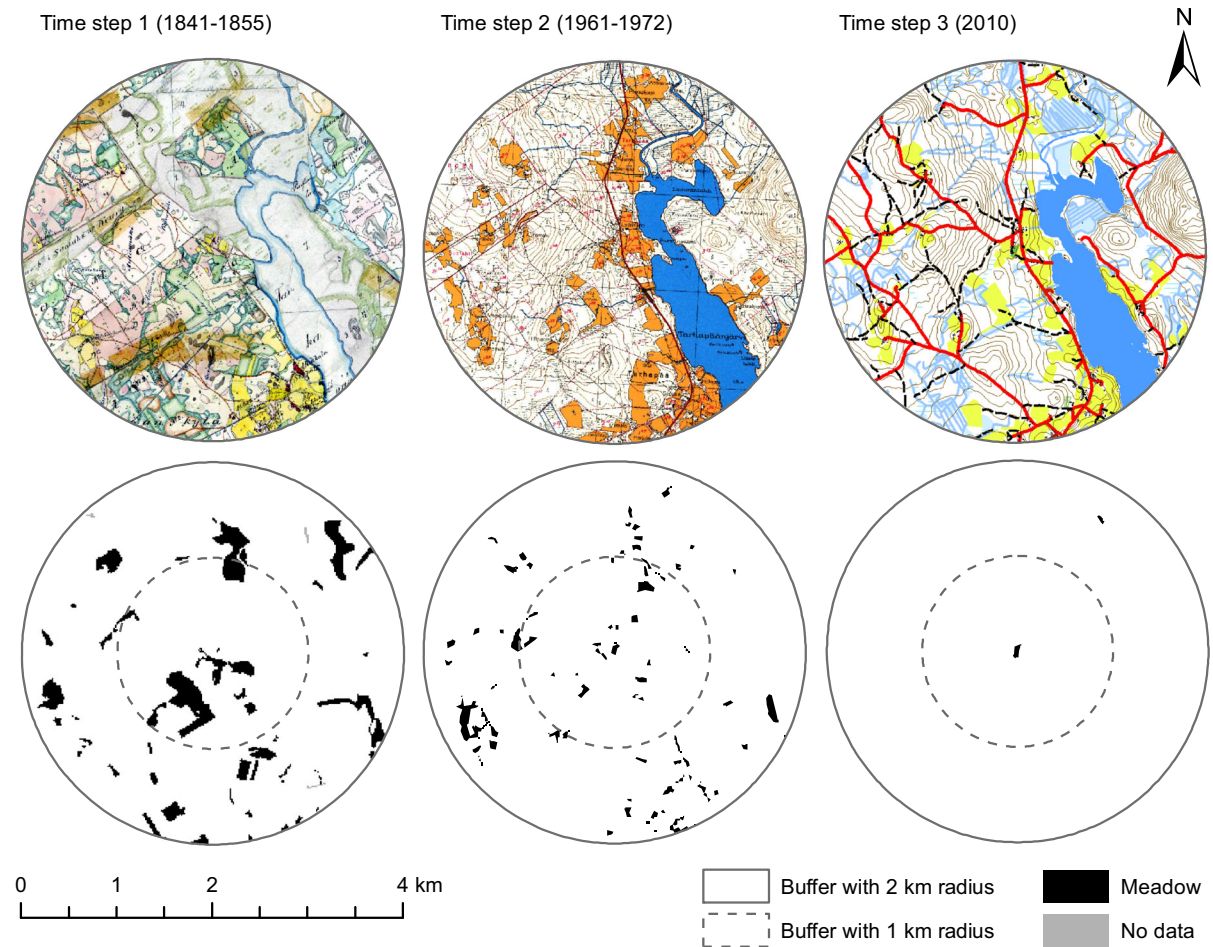 Time step 1 (1841-1855)
Time step 2 (1961-1972)
Time step 3 (2010)
N
0
1
2
4 km
Buffer with 2 km radius
Buffer with 1 km radius
Meadow
No data